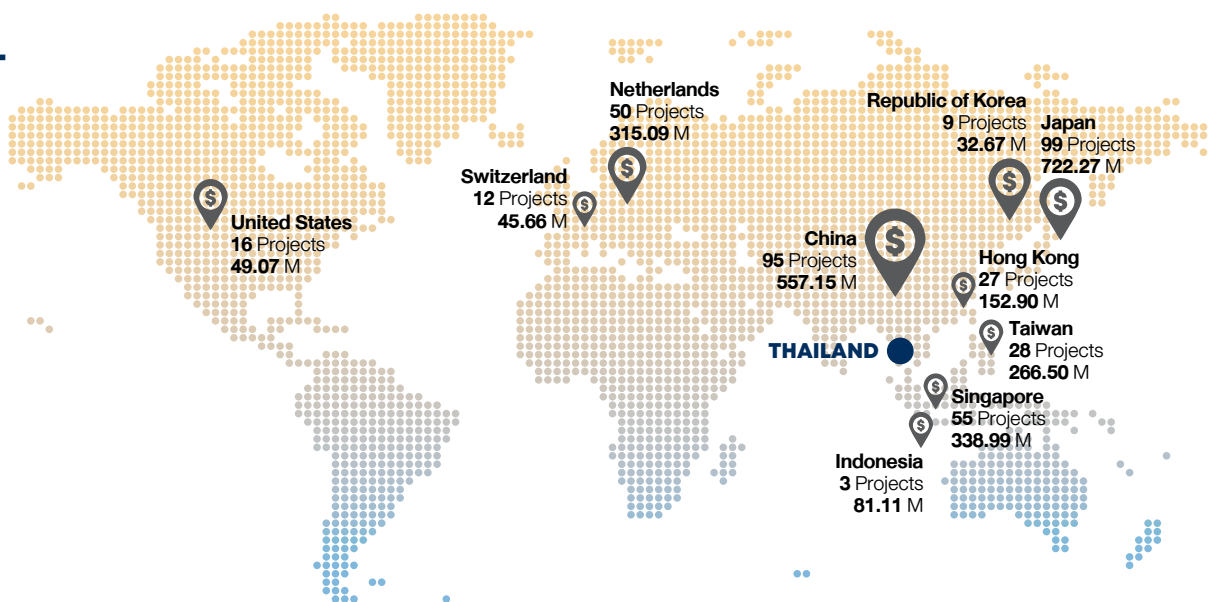 Netherlands
50 Projects
315.09 M
Republic of Korea
9 Projects
32.67 M
Japan
99 Projects
722.27 M
Switzerland
12 Projects
45.66 M
United States
16 Projects
49.07 M
China
95 Projects
557.15 M
Hong Kong
27 Projects
152.90 M
Taiwan
28 Projects
266.50 M
THAILAND
Singapore
55 Projects
338.99 M
Indonesia
3 Projects
81.11 M